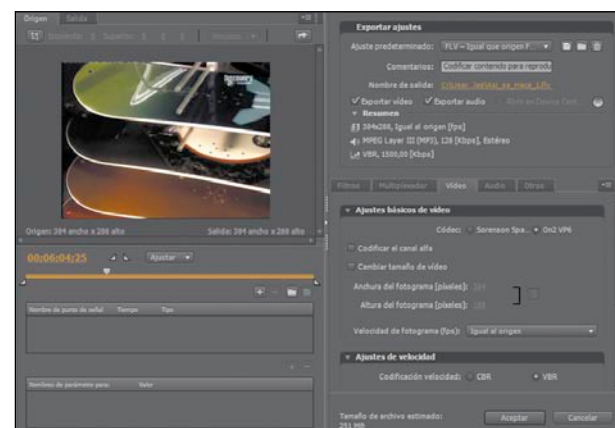 Origen Salida
Discovery
Origen: 384 ancho x 288 alto
Salida: 384 ancho x 288 alto
00;06;04;25
Ajustar
Nombre de punto de señal Tiempo Tipo
Valor
Exportar ajustes
Ajuste predeterminado: FLV – Igual que origen F...
Comentarios: Codificar contenido para reprodu
Nombre de salida:
Exportar vídeo Exportar audio
Resumen
384x288, Igual al origen [fps]
MPEG Layer III (MP3), 128 [Kbps], Estéreo
VBR, 1500,00 [Kbps]
Filtros Multiplexador Vídeo Audio Otros
Ajustes básicos de vídeo
Códec: Sorenson Spa... On2 VP6
Codificar el canal alfa
Cambiar tamaño de vídeo
Anchura del fotograma [píxeles]: 384
Altura del fotograma [píxeles]: 288
Velocidad de fotograma (fps): Igual al origen
Ajustes de velocidad
Codificación velocidad: CBR VBR
Tamaño de archivo estimado:
251 MB
Aceptar Cancelar